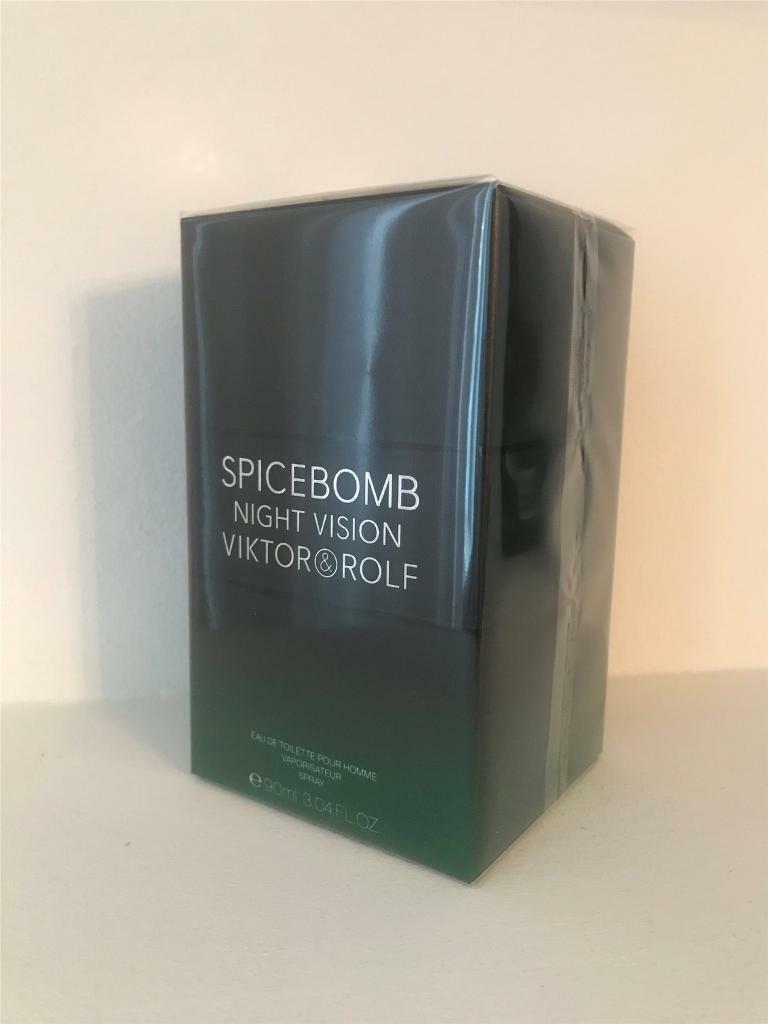 SPICEBOMB
NIGHT VISION
VIKTOR&ROLF
EAU DE TOILETTE POUR HOMME
VAPORISATEUR
SPRAY
℮90ml 3.04 FL.OZ.